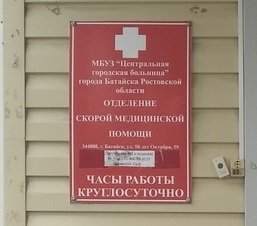 МБУЗ "Центральная
городская больница"
города Батайска Ростовской
области
ОТДЕЛЕНИЕ
СКОРОЙ МЕДИЦИНСКОЙ
ПОМОЩИ
344880, г. Батайск, ул. 50 лет Октября, 59
ЧАСЫ РАБОТЫ
КРУГЛОСУТОЧНО